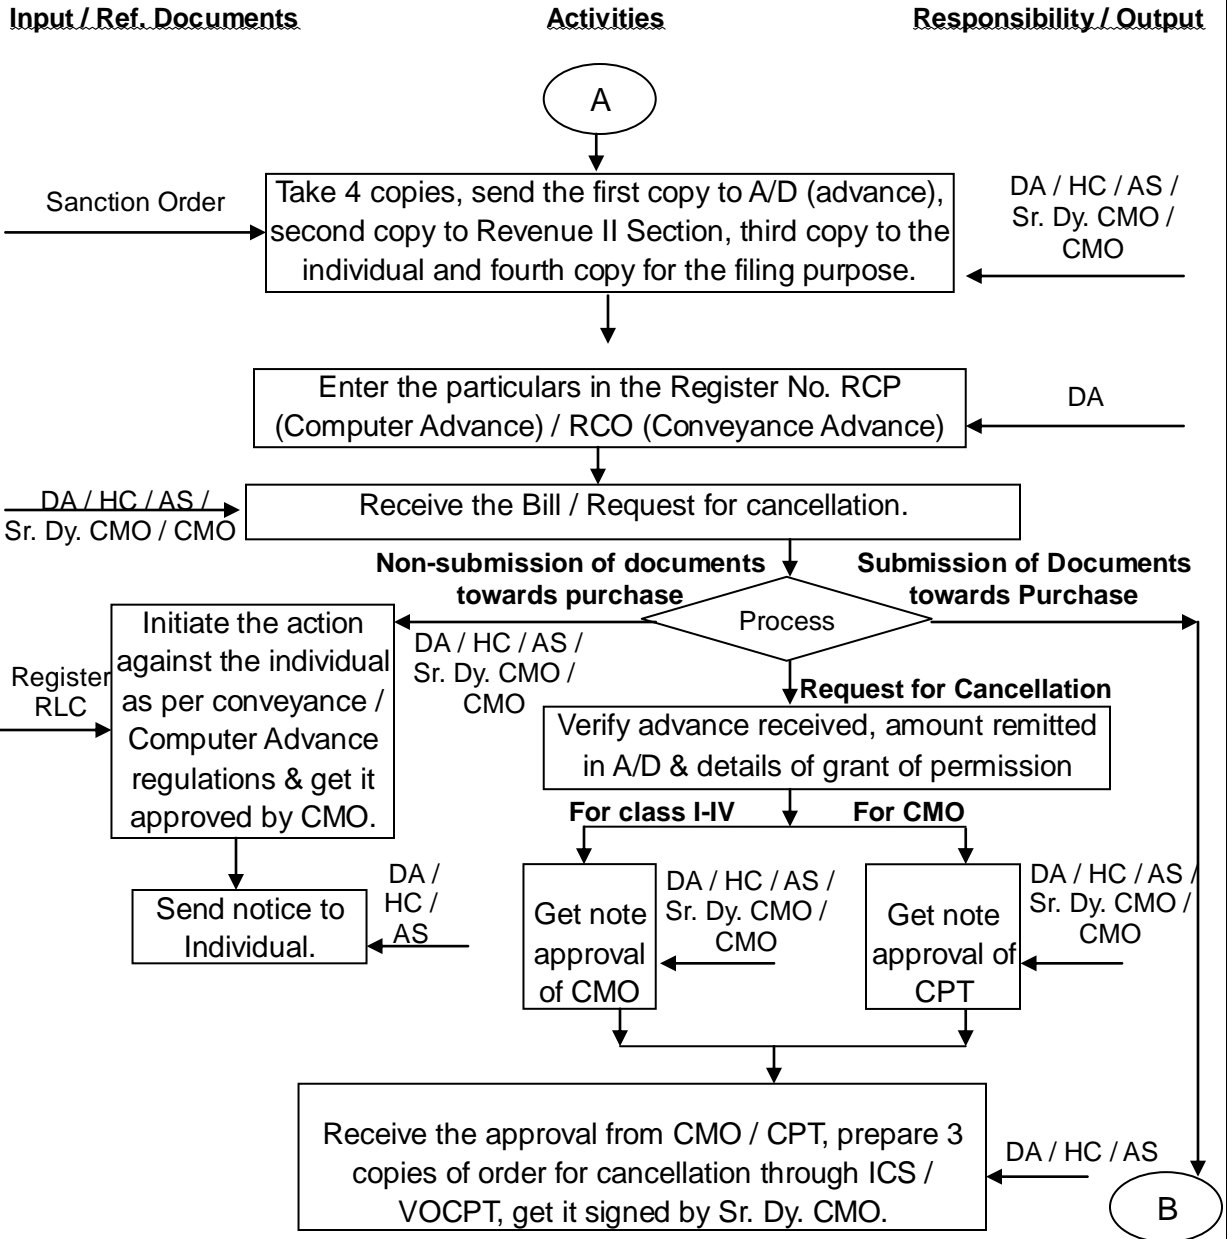 Input / Ref. Documents
Activities
Responsibility / Output
A
Sanction Order
Take 4 copies, send the first copy to A/D (advance),
second copy to Revenue II Section, third copy to the
individual and fourth copy for the filing purpose.
DA / HC / AS /
Sr. Dy. CMO /
CMO
Enter the particulars in the Register No. RCP
(Computer Advance) / RCO (Conveyance Advance)
DA
DA / HC / AS /
Sr. Dy. CMO / CMO
Receive the Bill / Request for cancellation.
Non-submission of documents
towards purchase
Process
Submission of Documents
towards Purchase
Register
RLC
Initiate the action
against the individual
as per conveyance /
Computer Advance
regulations & get it
approved by CMO.
DA / HC / AS /
Sr. Dy. CMO /
CMO
Request for Cancellation
Verify advance received, amount remitted
in A/D & details of grant of permission
For class I-IV
For CMO
Send notice to
Individual.
DA /
HC /
AS
Get note
approval
of CMO
DA / HC / AS /
Sr. Dy. CMO /
CMO
Get note
approval of
CPT
DA / HC / AS /
Sr. Dy. CMO /
CMO
Receive the approval from CMO / CPT, prepare 3
copies of order for cancellation through ICS /
VOCPT, get it signed by Sr. Dy. CMO.
DA / HC / AS
B